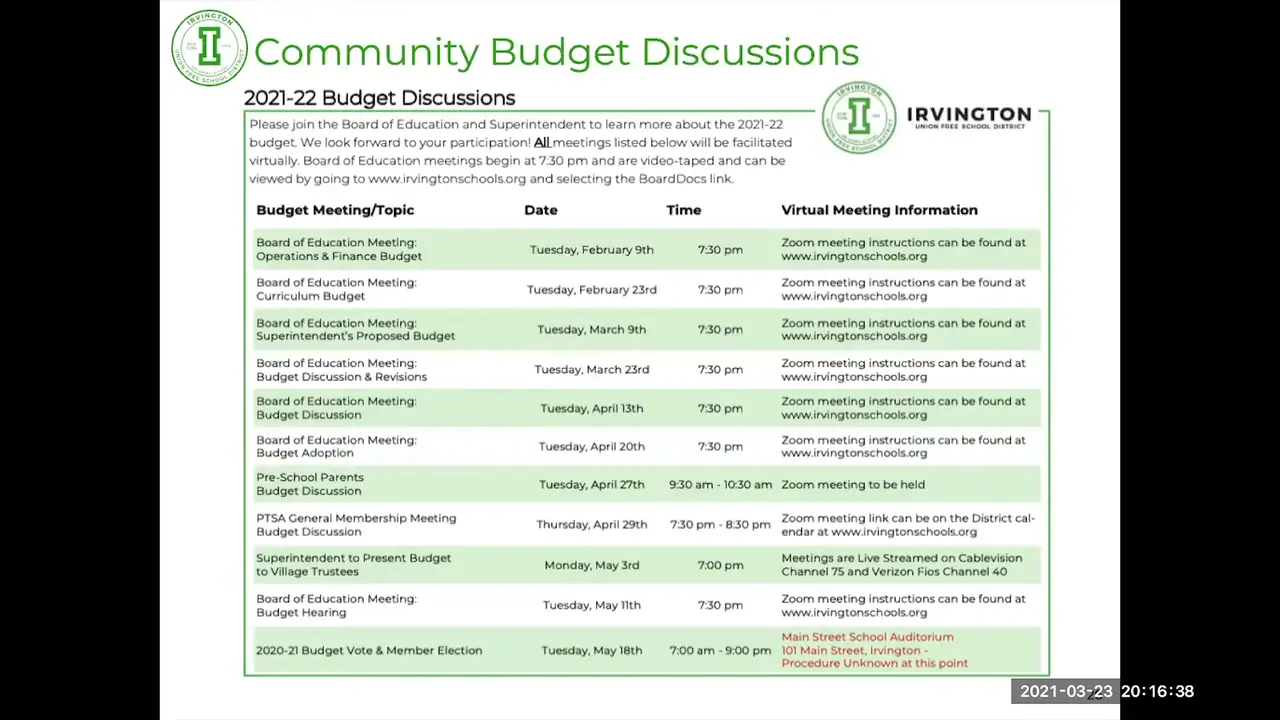 Community Budget Discussions
2021-22 Budget Discussions
IRVINGTON
UNION FREE SCHOOL DISTRICT
Please join the Board of Education and Superintendent to learn more about the 2021-22
budget. We look forward to your participation! All meetings listed below will be facilitated
virtually. Board of Education meetings begin at 7:30 pm and are video-taped and can be
viewed by going to www.irvingtonschools.org and selecting the BoardDocs link.
Budget Meeting/Topic Date Time Virtual Meeting Information
Board of Education Meeting:
Operations & Finance Budget
Tuesday, February 9th
7:30 pm
Zoom meeting instructions can be found at
www.irvingtonschools.org
Board of Education Meeting:
Curriculum Budget
Tuesday, February 23rd
7:30 pm
Zoom meeting instructions can be found at
www.irvingtonschools.org
Board of Education Meeting:
Superintendent's Proposed Budget
Tuesday, March 9th
7:30 pm
Zoom meeting instructions can be found at
www.irvingtonschools.org
Board of Education Meeting:
Budget Discussion & Revisions
Tuesday, March 23rd
7:30 pm
Zoom meeting instructions can be found at
www.irvingtonschools.org
Board of Education Meeting:
Budget Discussion
Tuesday, April 13th
7:30 pm
Zoom meeting instructions can be found at
www.irvingtonschools.org
Board of Education Meeting:
Budget Adoption
Tuesday, April 20th
7:30 pm
Zoom meeting instructions can be found at
www.irvingtonschools.org
Pre-School Parents
Budget Discussion
Tuesday, April 27th
9:30 am - 10:30 am
Zoom meeting to be held
PTSA General Membership Meeting
Budget Discussion
Thursday, April 29th
7:30 pm - 8:30 pm
Zoom meeting link can be on the District cal-
endar at www.irvingtonschools.org
Superintendent to Present Budget
to Village Trustees
Monday, May 3rd
7:00 pm
Meetings are Live Streamed on Cablevision
Channel 75 and Verizon Fios Channel 40
Board of Education Meeting:
Budget Hearing
Tuesday, May 11th
7:30 pm
Zoom meeting instructions can be found at
www.irvingtonschools.org
2020-21 Budget Vote & Member Election
Tuesday, May 18th
7:00 am - 9:00 pm
Main Street School Auditorium
101 Main Street, Irvington -
Procedure Unknown at this point
2021-03-23 20:16:38